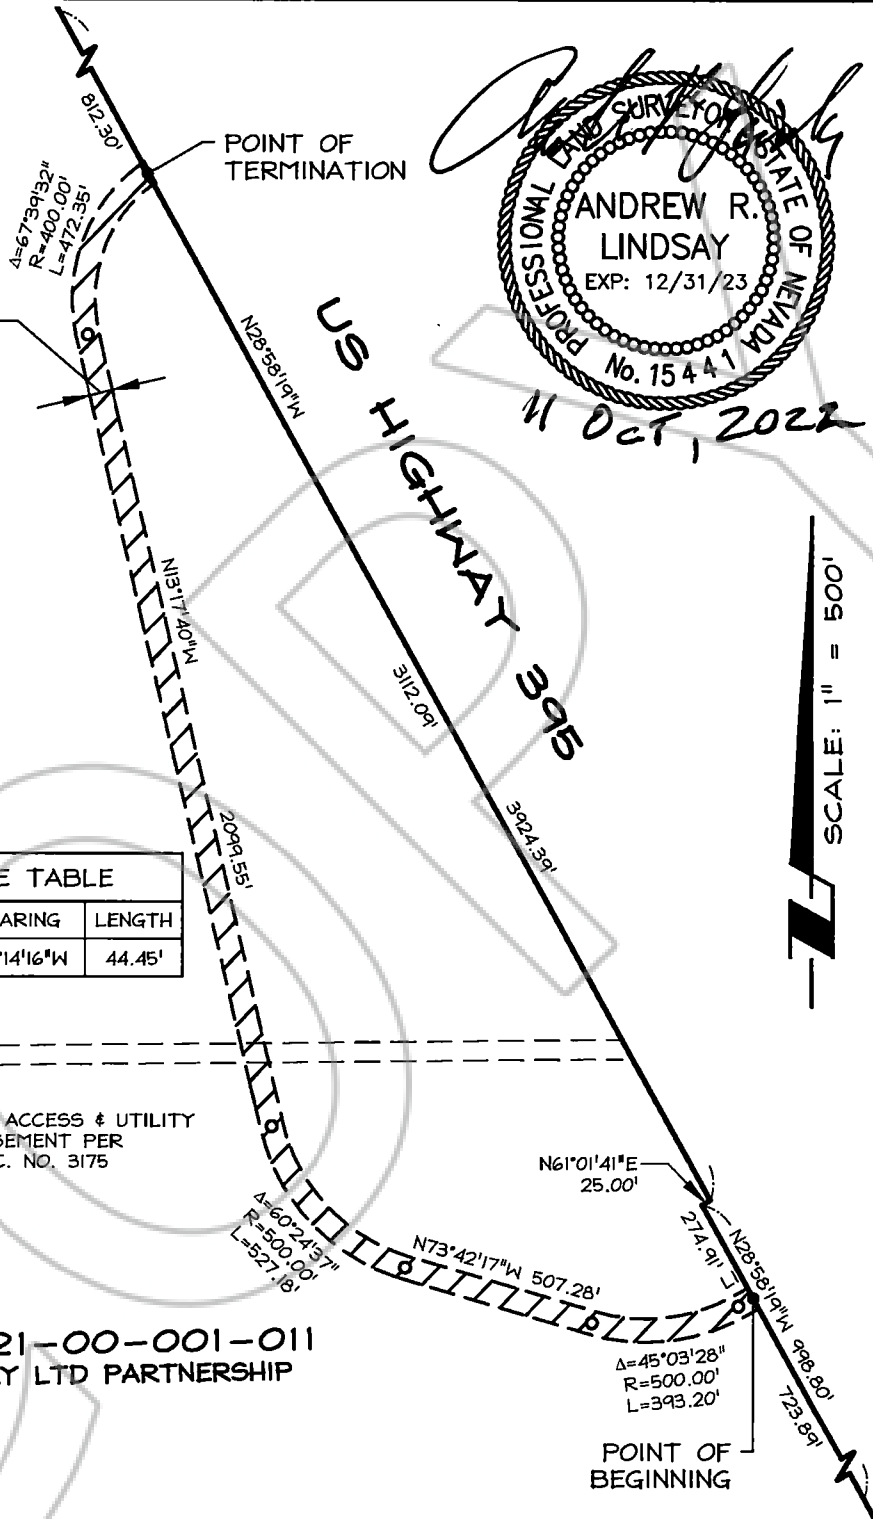 812.30'
POINT OF
TERMINATION
Δ=67°39'32"
R=400.00'
L=472.35'
PROFESSIONAL LAND SURVEYOR STATE OF NEVADA
ANDREW R.
LINDSAY
EXP: 12/31/23
No. 15441
11 Oct, 2022
N28°58'19"W
US HIGHWAY 395
N13°17'40"W
3112.09'
SCALE: 1" = 500'
3924.39'
2099.55'
E TABLE
ARING LENGTH
°14'16"W 44.45'
ACCESS & UTILITY
SEMENT PER
C. NO. 3175
N61°01'41"E
25.00'
Δ=60°24'37"
R=500.00'
L=527.18'
N73°42'17"W 507.28'
274.91'
N28°58'19"W 998.80'
723.89'
21-00-001-011
Y LTD PARTNERSHIP
Δ=45°03'28"
R=500.00'
L=393.20'
POINT OF
BEGINNING